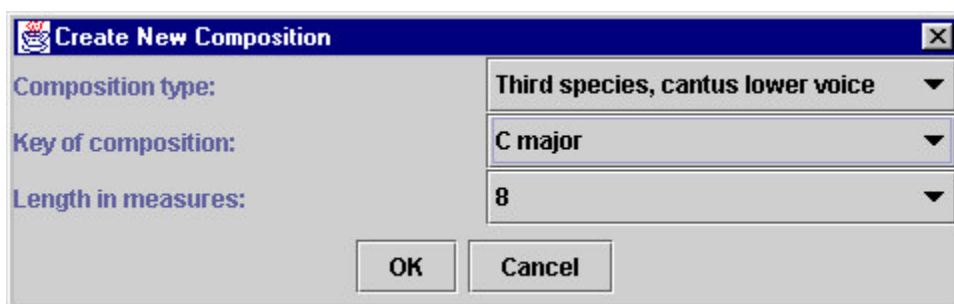 Create New Composition
Composition type: Third species, cantus lower voice
Key of composition: C major
Length in measures: 8
OK Cancel